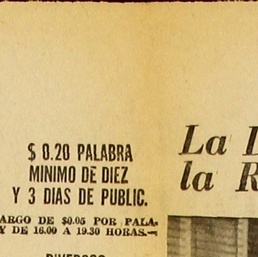 $ 0.20 PALABRA
MINIMO DE DIEZ
Y 3 DIAS DE PUBLIC.
ARGO DE $0.05 POR PALA-
Y DE 16.00 A 19.30 HORAS.—
La
la R